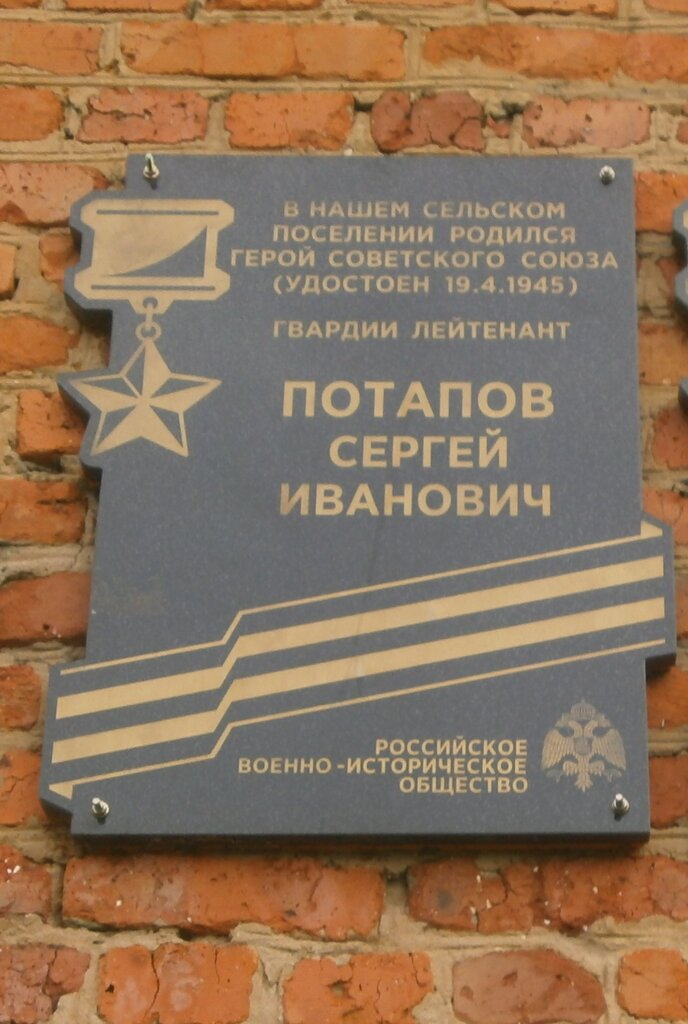 В НАШЕМ СЕЛЬСКОМ
ПОСЕЛЕНИИ РОДИЛСЯ
ГЕРОЙ СОВЕТСКОГО СОЮЗА
(УДОСТОЕН 19.4.1945)
ГВАРДИИ ЛЕЙТЕНАНТ
ПОТАПОВ
СЕРГЕЙ
ИВАНОВИЧ
РОССИЙСКОЕ
ВОЕННО-ИСТОРИЧЕСКОЕ
ОБЩЕСТВО